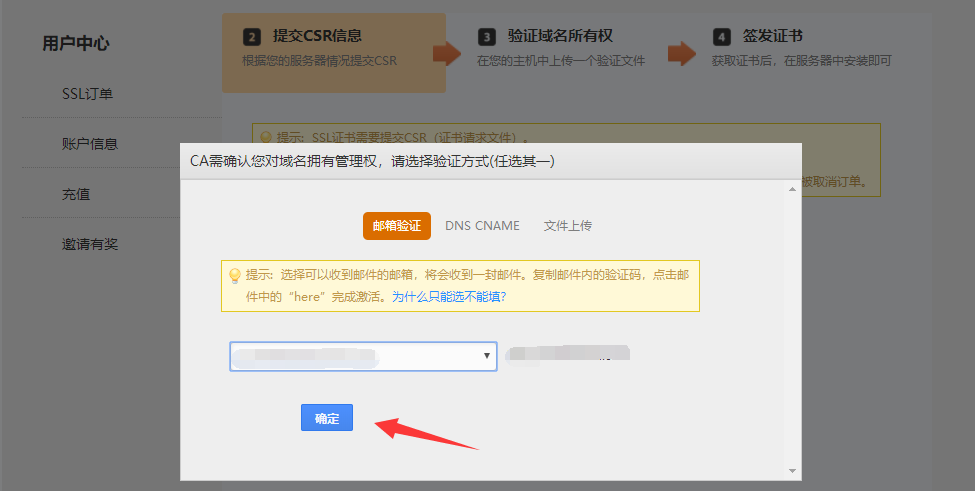 用户中心
SSL订单
账户信息
充值
邀请有奖
2 提交CSR信息
根据您的服务器情况提交CSR
3 验证域名所有权
在您的主机中上传一个验证文件
4 签发证书
获取证书后，在服务器中安装即可
提示：SSL证书需要提交CSR（证书请求文件）。
被取消订单。
CA需确认您对域名拥有管理权，请选择验证方式(任选其一)
邮箱验证 DNS CNAME 文件上传
提示：选择可以收到邮件的邮箱，将会收到一封邮件。复制邮件内的验证码，点击邮
件中的“here”完成激活。为什么只能选不能填?
确定